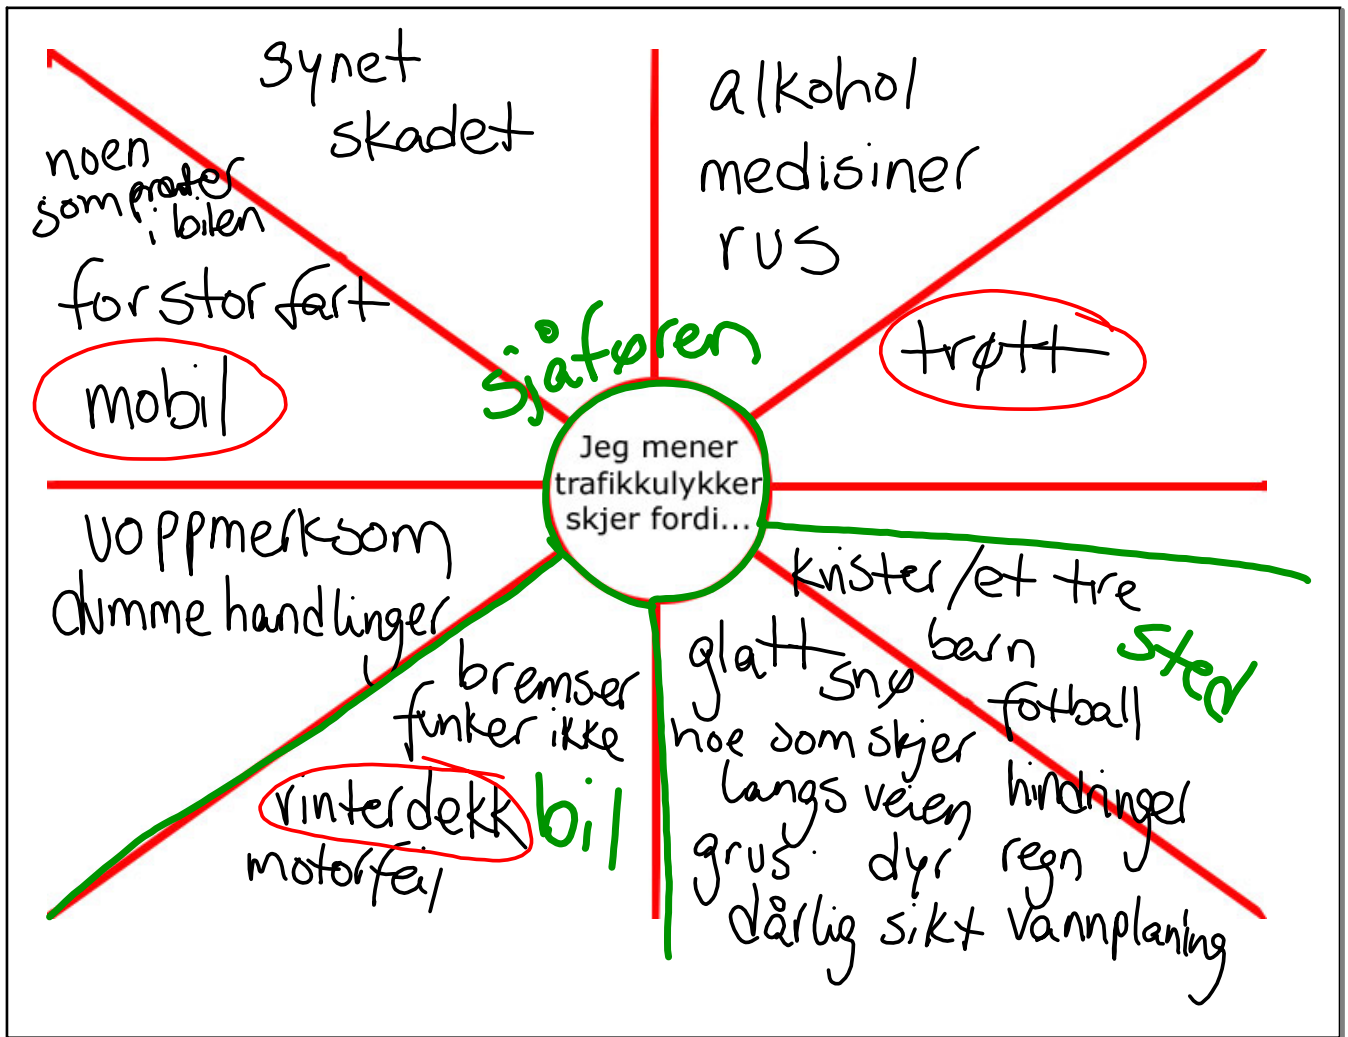 synet
skadet
alkohol
medisiner
rus
noen
som prater
i bilen
for stor fart
mobil
sjåføren
trøtt
Jeg mener
trafikkulykker
skjer fordi...
uoppmerksom
dumme handlinger
bremser
funker ikke
vinterdekk
motorfeil
bil
kvister/et tre
barn
fotball
sted
glatt
snø
noe som skjer
langs veien
hindringer
grus dyr regn
dårlig sikt vannplaning